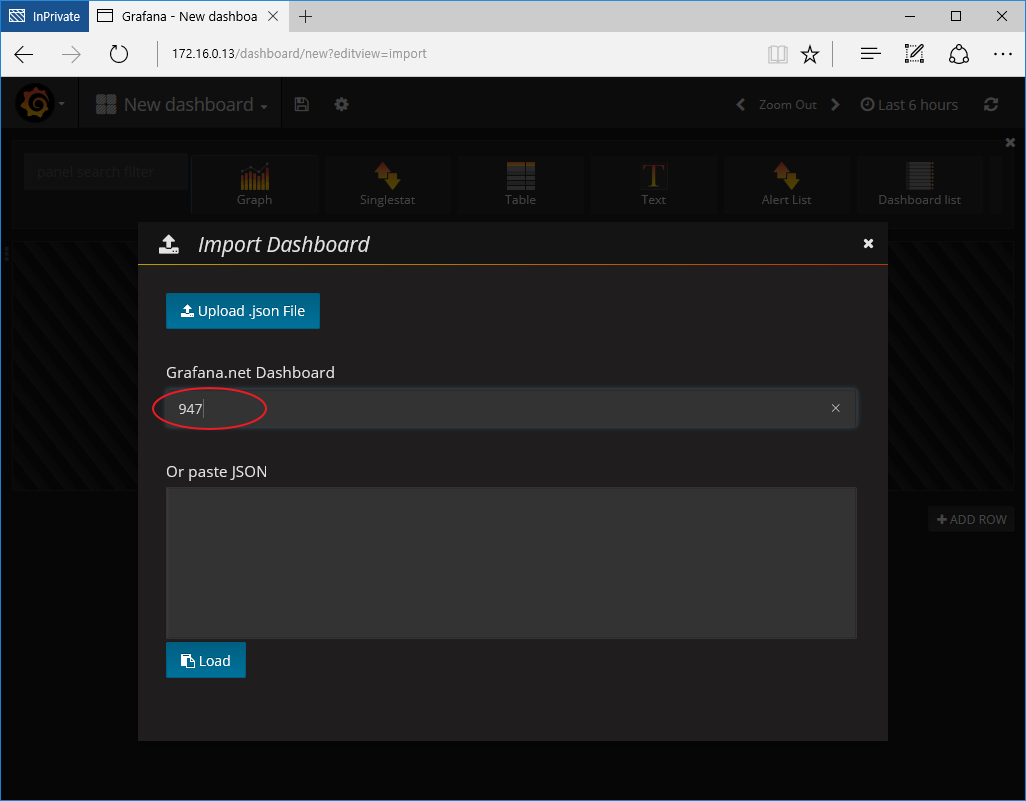 InPrivate
Grafana - New dashboa
172.16.0.13/dashboard/new?editview=import
New dashboard
Zoom Out
Last 6 hours
panel search filter
Graph
Singlestat
Table
Text
Alert List
Dashboard list
Import Dashboard
Upload .json File
Grafana.net Dashboard
947
Or paste JSON
ADD ROW
Load